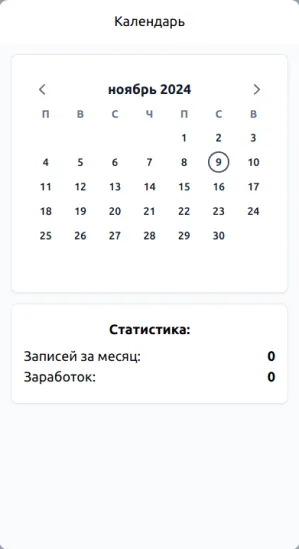 Календарь
ноябрь 2024
П В С Ч П С В
1 2 3
4 5 6 7 8 9 10
11 12 13 14 15 16 17
18 19 20 21 22 23 24
25 26 27 28 29 30
Статистика:
Записей за месяц: 0
Заработок: 0